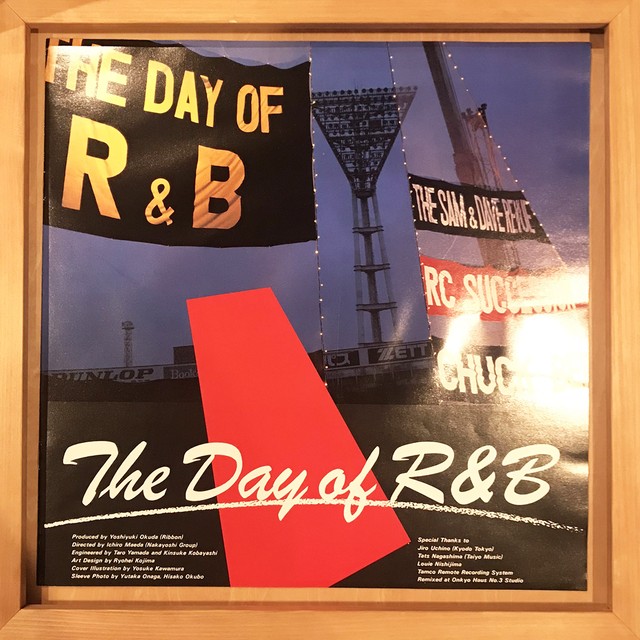 THE DAY OF
R & B
THE SAM & DAVE REVUE
RC SUCC
CHUC
DUNLOP
Book
ZETT
The Day of R&B
Produced by Yoshiyuki Okuda (Ribbon)
Directed by Ichiro Maeda (Nakayoshi Group)
Engineered by Taro Yamada and Kinsuke Kobayashi
Art Design by Ryohei Kojima
Cover Illustration by Yosuke Kawamura
Sleeve Photo by Yutaka Onaga, Hisako Okubo
Special Thanks to
Jiro Uchino (Kyodo Tokyo)
Tats Nagashima (Taiyo Music)
Louie Nishijima
Tamco Remote Recording System
Remixed at Onkyo Haus No.3 Studio